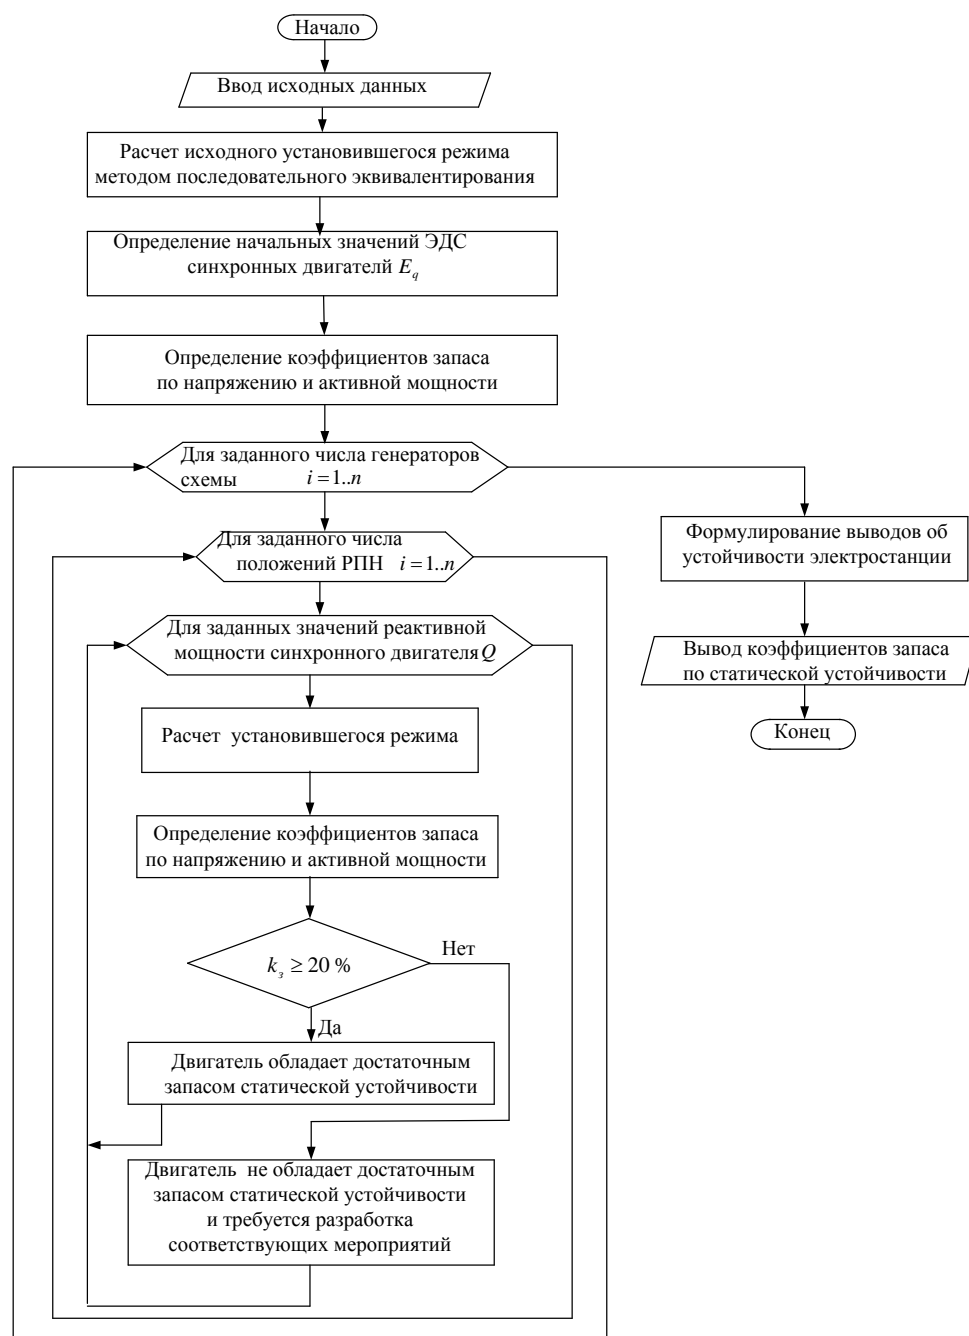 Начало
Ввод исходных данных
Расчет исходного установившегося режима
методом последовательного эквивалентирования
Определение начальных значений ЭДС
синхронных двигателй E_q
Определение коэффициентов запаса
по напряжению и активной мощности
Для заданного числа генераторов
схемы i = 1..n
Для заданного числа
положений РПН i = 1..n
Для заданных значений реактивной
мощности синхронного двигателя Q
Расчет установившегося режима
Определение коэффициентов запаса
по напряжению и активной мощности
k_з ≥ 20 %
Нет
Да
Двигатель обладает достаточным
запасом статической устойчивости
Двигатель не обладает достаточным
запасом статической устойчивости
и требуется разработка
соответствующих мероприятий
Формулирование выводов об
устойчивости электростанции
Вывод коэффициентов запаса
по статической устойчивости
Конец